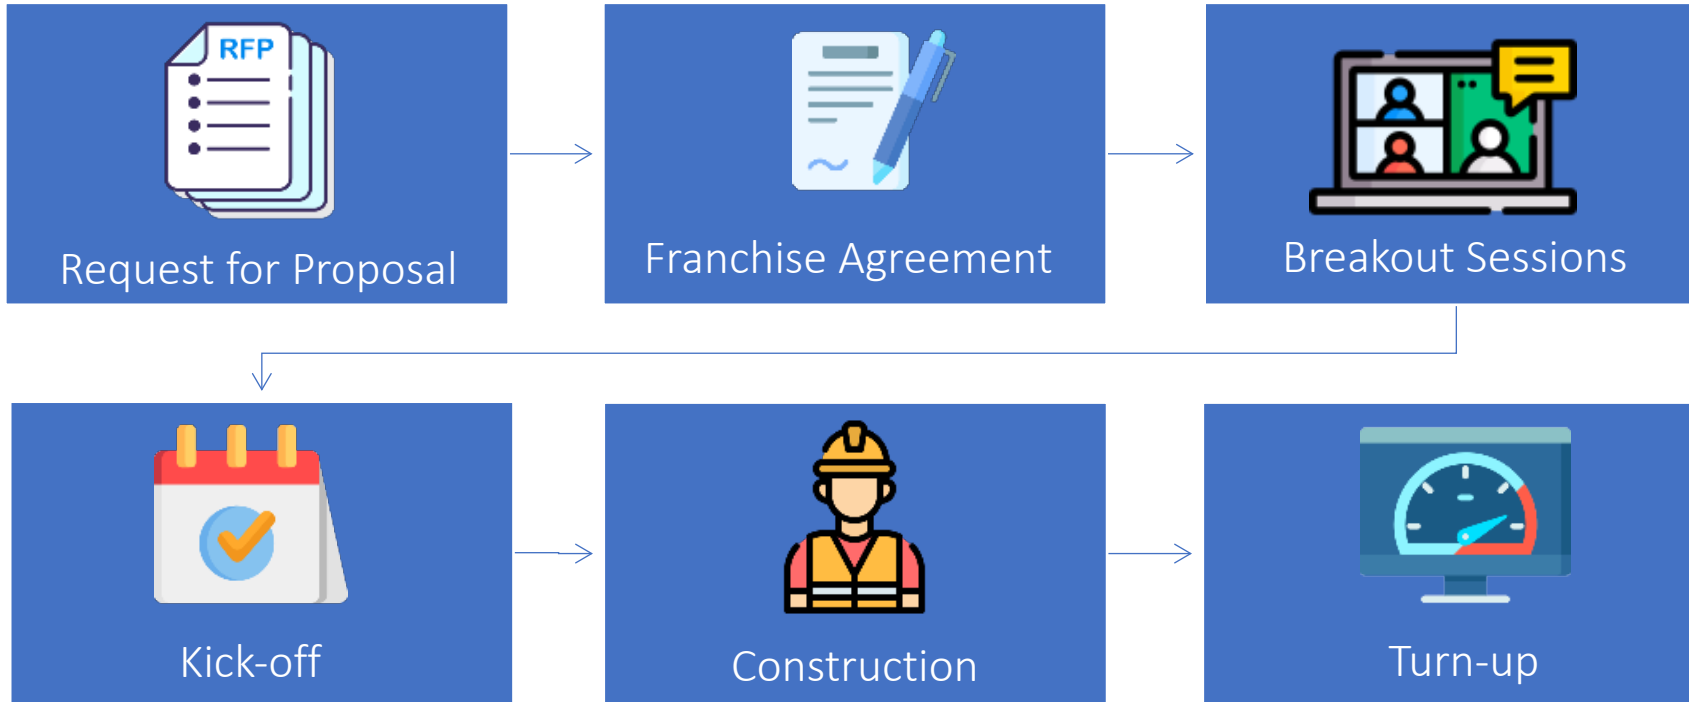 RFP
Request for Proposal
Franchise Agreement
Breakout Sessions
Kick-off
Construction
Turn-up